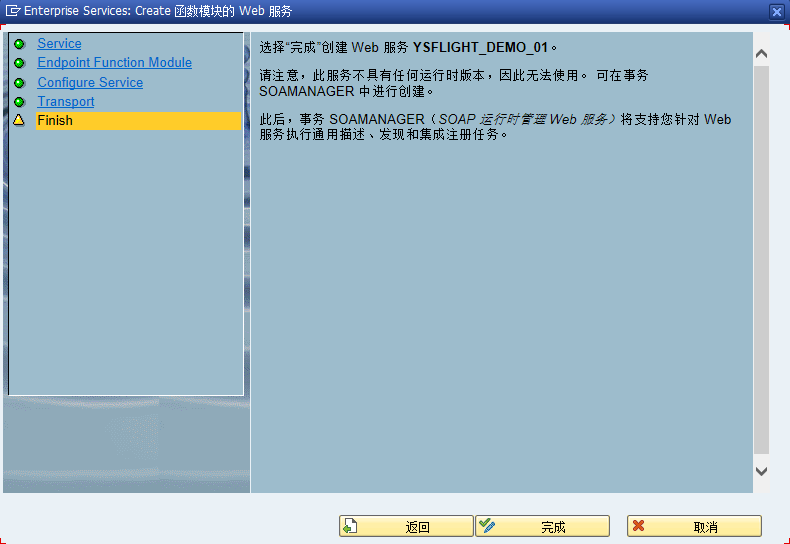 Enterprise Services: Create 函数模块的 Web 服务
Service
Endpoint Function Module
Configure Service
Transport
Finish
选择“完成”创建 Web 服务 YSFLIGHT_DEMO_01。
请注意，此服务不具有任何运行时版本，因此无法使用。 可在事务
SOAMANAGER 中进行创建。
此后，事务 SOAMANAGER（SOAP 运行时管理 Web 服务）将支持您针对 Web
服务执行通用描述、发现和集成注册任务。
返回
完成
取消